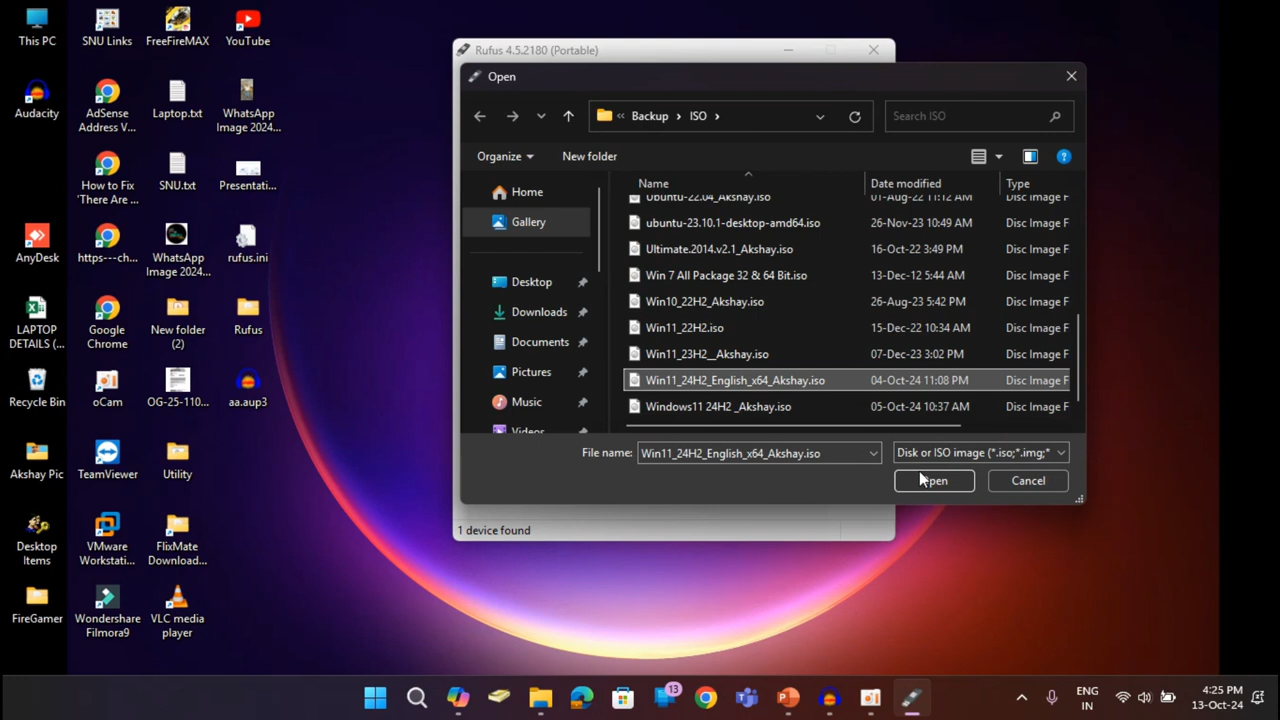 This PC
SNU Links
FreeFireMAX
YouTube
Audacity
AdSense
Address V...
Laptop.txt
WhatsApp
Image 2024...
How to Fix
'There Are ...
SNU.txt
Presentati...
AnyDesk
https---ch...
WhatsApp
Image 2024...
rufus.ini
LAPTOP
DETAILS (...
Google
Chrome
New folder
(2)
Rufus
Recycle Bin
oCam
OG-25-110...
aa.aup3
Akshay Pic
TeamViewer
Utility
Desktop
Items
VMware
Workstati...
FlixMate
Download...
FireGamer
Wondershare
Filmora9
VLC media
player
Rufus 4.5.2180 (Portable)
Open
Backup
ISO
Search ISO
Organize
New folder
Home
Gallery
Desktop
Downloads
Documents
Pictures
Music
Videos
Name
Date modified
Type
Ubuntu-22.04_Akshay.iso 01-Aug-22 11:12 AM Disc Image F
ubuntu-23.10.1-desktop-amd64.iso 26-Nov-23 10:49 AM Disc Image F
Ultimate.2014.v2.1_Akshay.iso 16-Oct-22 3:49 PM Disc Image F
Win 7 All Package 32 & 64 Bit.iso 13-Dec-12 5:44 AM Disc Image F
Win10_22H2_Akshay.iso 26-Aug-23 5:42 PM Disc Image F
Win11_22H2.iso 15-Dec-22 10:34 AM Disc Image F
Win11_23H2__Akshay.iso 07-Dec-23 3:02 PM Disc Image F
Win11_24H2_English_x64_Akshay.iso 04-Oct-24 11:08 PM Disc Image F
Windows11 24H2 _Akshay.iso 05-Oct-24 10:37 AM Disc Image F
File name:
Win11_24H2_English_x64_Akshay.iso
Disk or ISO image (*.iso;*.img;*
Open
Cancel
1 device found
13
ENG
IN
4:25 PM
13-Oct-24